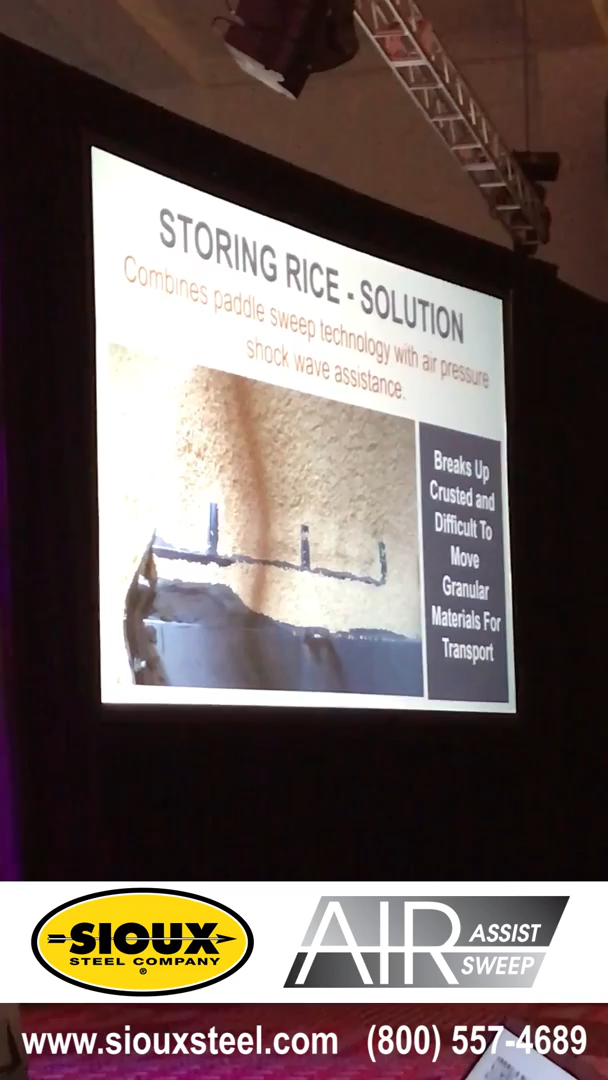 STORING RICE - SOLUTION
Combines paddle sweep technology with air pressure
shock wave assistance.
Breaks Up
Crusted and
Difficult To
Move
Granular
Materials For
Transport
SIOUX
STEEL COMPANY
®
AIR ASSIST
SWEEP
www.siouxsteel.com (800) 557-4689